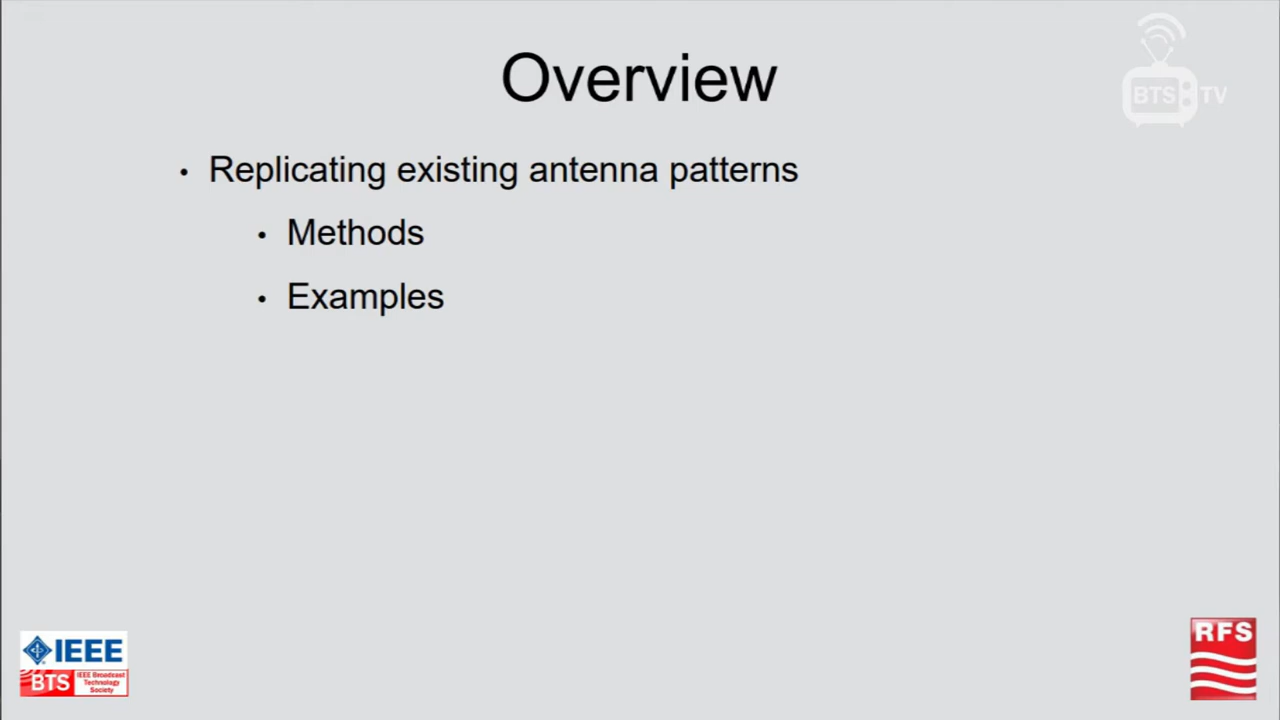 BTS TV
Overview
• Replicating existing antenna patterns
• Methods
• Examples
IEEE
BTS
IEEE Broadcast
Technology
Society
RFS